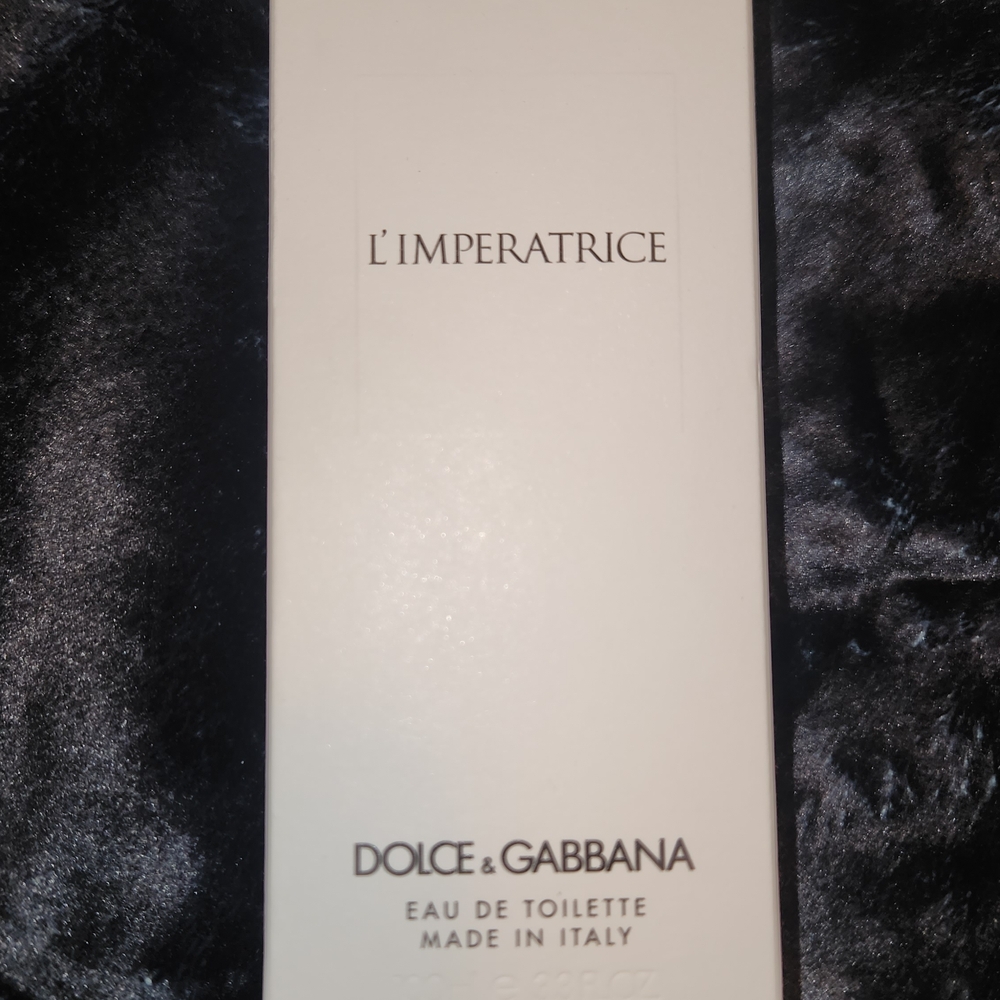 L'IMPERATRICE
DOLCE & GABBANA
EAU DE TOILETTE
MADE IN ITALY